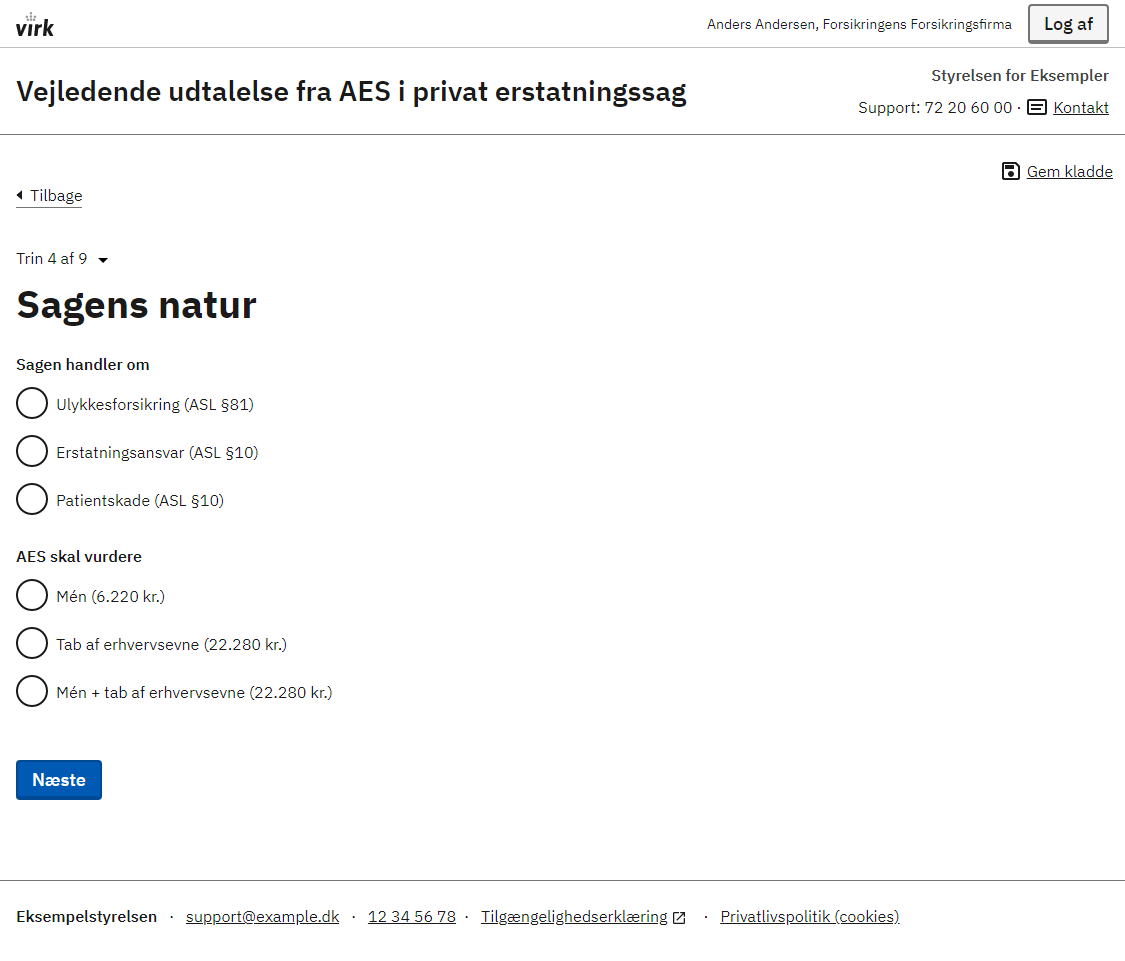 virk
Anders Andersen, Forsikringens Forsikringsfirma
Log af
Vejledende udtalelse fra AES i privat erstatningssag
Styrelsen for Eksempler
Support: 72 20 60 00 · Kontakt
Gem kladde
Tilbage
Trin 4 af 9
Sagens natur
Sagen handler om
Ulykkesforsikring (ASL §81)
Erstatningsansvar (ASL §10)
Patientskade (ASL §10)
AES skal vurdere
Mén (6.220 kr.)
Tab af erhvervsevne (22.280 kr.)
Mén + tab af erhvervsevne (22.280 kr.)
Næste
Eksempelstyrelsen · support@example.dk · 12 34 56 78 · Tilgængelighedserklæring · Privatlivspolitik (cookies)